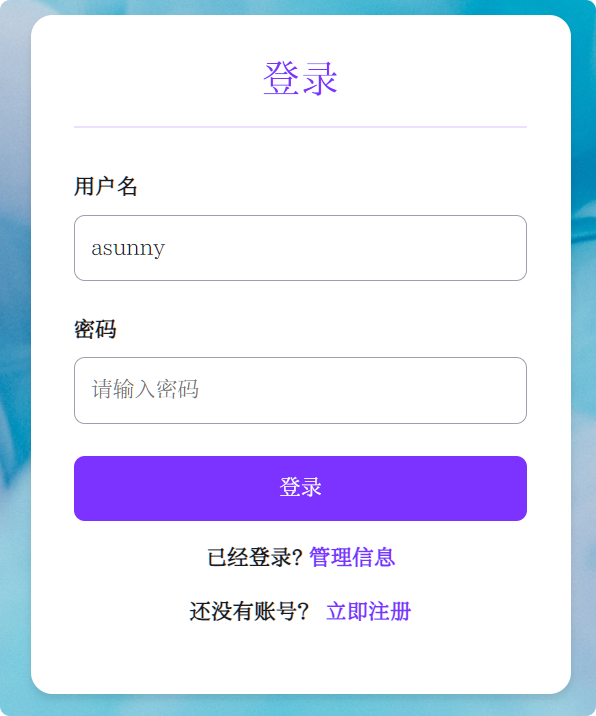 登录
用户名
asunny
密码
请输入密码
登录
已经登录? 管理信息
还没有账号? 立即注册